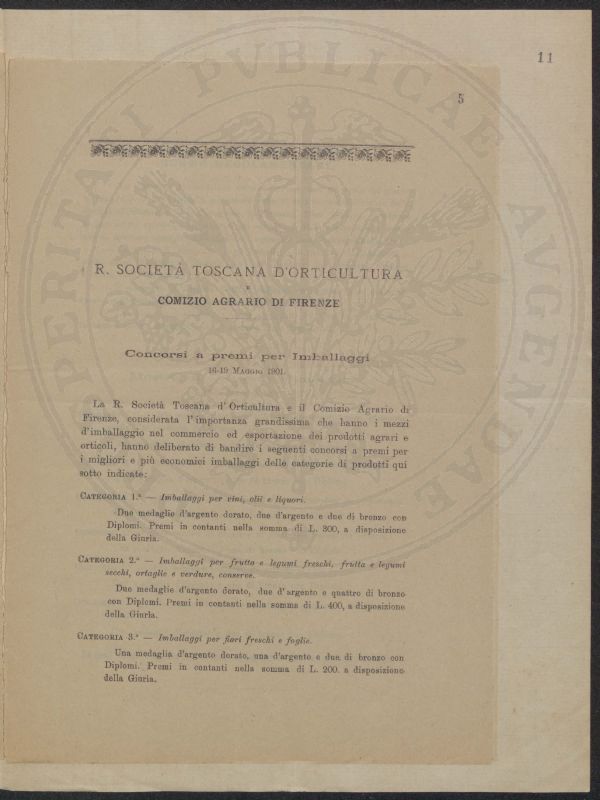 11
5
R. SOCIETÀ TOSCANA D'ORTICULTURA
E
COMIZIO AGRARIO DI FIRENZE
Concorsi a premi per Imballaggi
16-19 MAGGIO 1901.
La R. Società Toscana d'Orticultura e il Comizio Agrario di
Firenze, considerata l'importanza grandissima che hanno i mezzi
d'imballaggio nel commercio ed esportazione dei prodotti agrari e
orticoli, hanno deliberato di bandire i seguenti concorsi a premi per
i migliori e più economici imballaggi delle categorie di prodotti qui
sotto indicate:
CATEGORIA 1.ª — Imballaggi per vini, olii e liquori.
Due medaglie d'argento dorato, due d'argento e due di bronzo con
Diplomi. Premi in contanti nella somma di L. 300, a disposizione
della Giuria.
CATEGORIA 2.ª — Imballaggi per frutta e legumi freschi, frutta e legumi
secchi, ortaglie e verdure, conserve.
Due medaglie d'argento dorato, due d'argento e quattro di bronzo
con Diplomi. Premi in contanti nella somma di L. 400, a disposizione
della Giuria.
CATEGORIA 3.ª — Imballaggi per fiori freschi e foglie.
Una medaglia d'argento dorato, una d'argento e due di bronzo con
Diplomi. Premi in contanti nella somma di L. 200. a disposizione
della Giuria.
PROSPERITATI PVBLICAE AVGENDAE